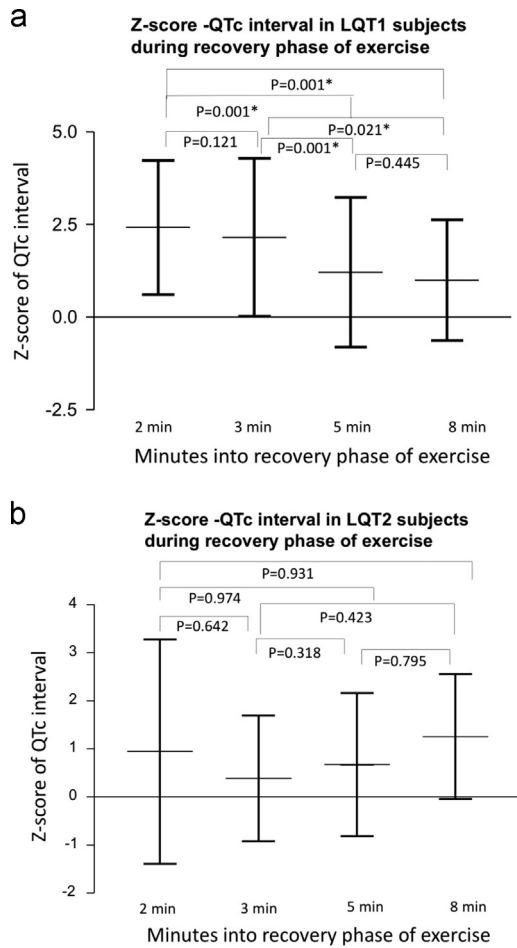 a
Z-score -QTc interval in LQT1 subjects
during recovery phase of exercise
P=0.001*
P=0.001*
P=0.021*
P=0.121
P=0.001*
P=0.445
5.0
2.5
0.0
-2.5
Z-score of QTc interval
2 min
3 min
5 min
8 min
Minutes into recovery phase of exercise
b
Z-score -QTc interval in LQT2 subjects
during recovery phase of exercise
P=0.931
P=0.974
P=0.423
P=0.642
P=0.318
P=0.795
4
3
2
1
0
-1
-2
Z-score of QTc interval
2 min
3 min
5 min
8 min
Minutes into recovery phase of exercise